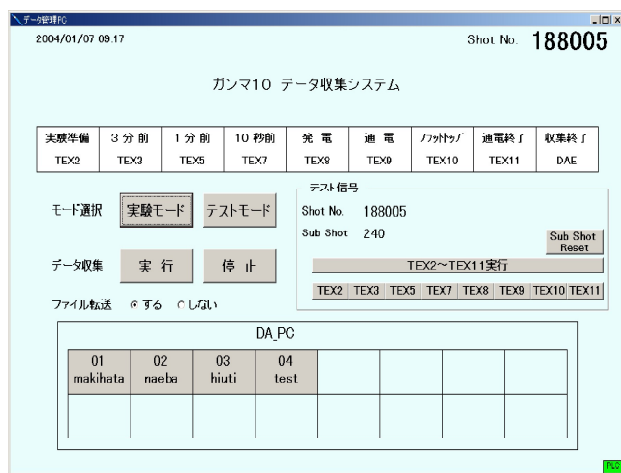 データ管理PC
2004/01/07 09:17
Shot No. 188005
ガンマ10 データ収集システム
実験準備 3分前 1分前 10秒前 発電 通電 フラットトップ 通電終了 収集終了
TEX2 TEX3 TEX5 TEX7 TEX8 TEX9 TEX10 TEX11 DAE
モード選択 実験モード テストモード
テスト信号
Shot No. 188005
Sub Shot 240
Sub Shot
Reset
データ収集 実行 停止
TEX2～TEX11実行
TEX2 TEX3 TEX5 TEX7 TEX8 TEX9 TEX10 TEX11
ファイル転送 する しない
DA_PC
01 02 03 04
makihata naeba hiuti test
PLC